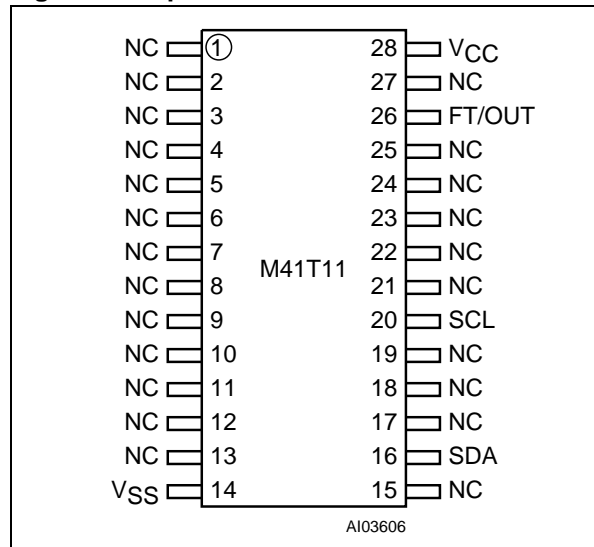 NC 1 28 VCC
NC 2 27 NC
NC 3 26 FT/OUT
NC 4 25 NC
NC 5 24 NC
NC 6 23 NC
NC 7 22 NC
M41T11
NC 8 21 NC
NC 9 20 SCL
NC 10 19 NC
NC 11 18 NC
NC 12 17 NC
NC 13 16 SDA
VSS 14 15 NC
AI03606